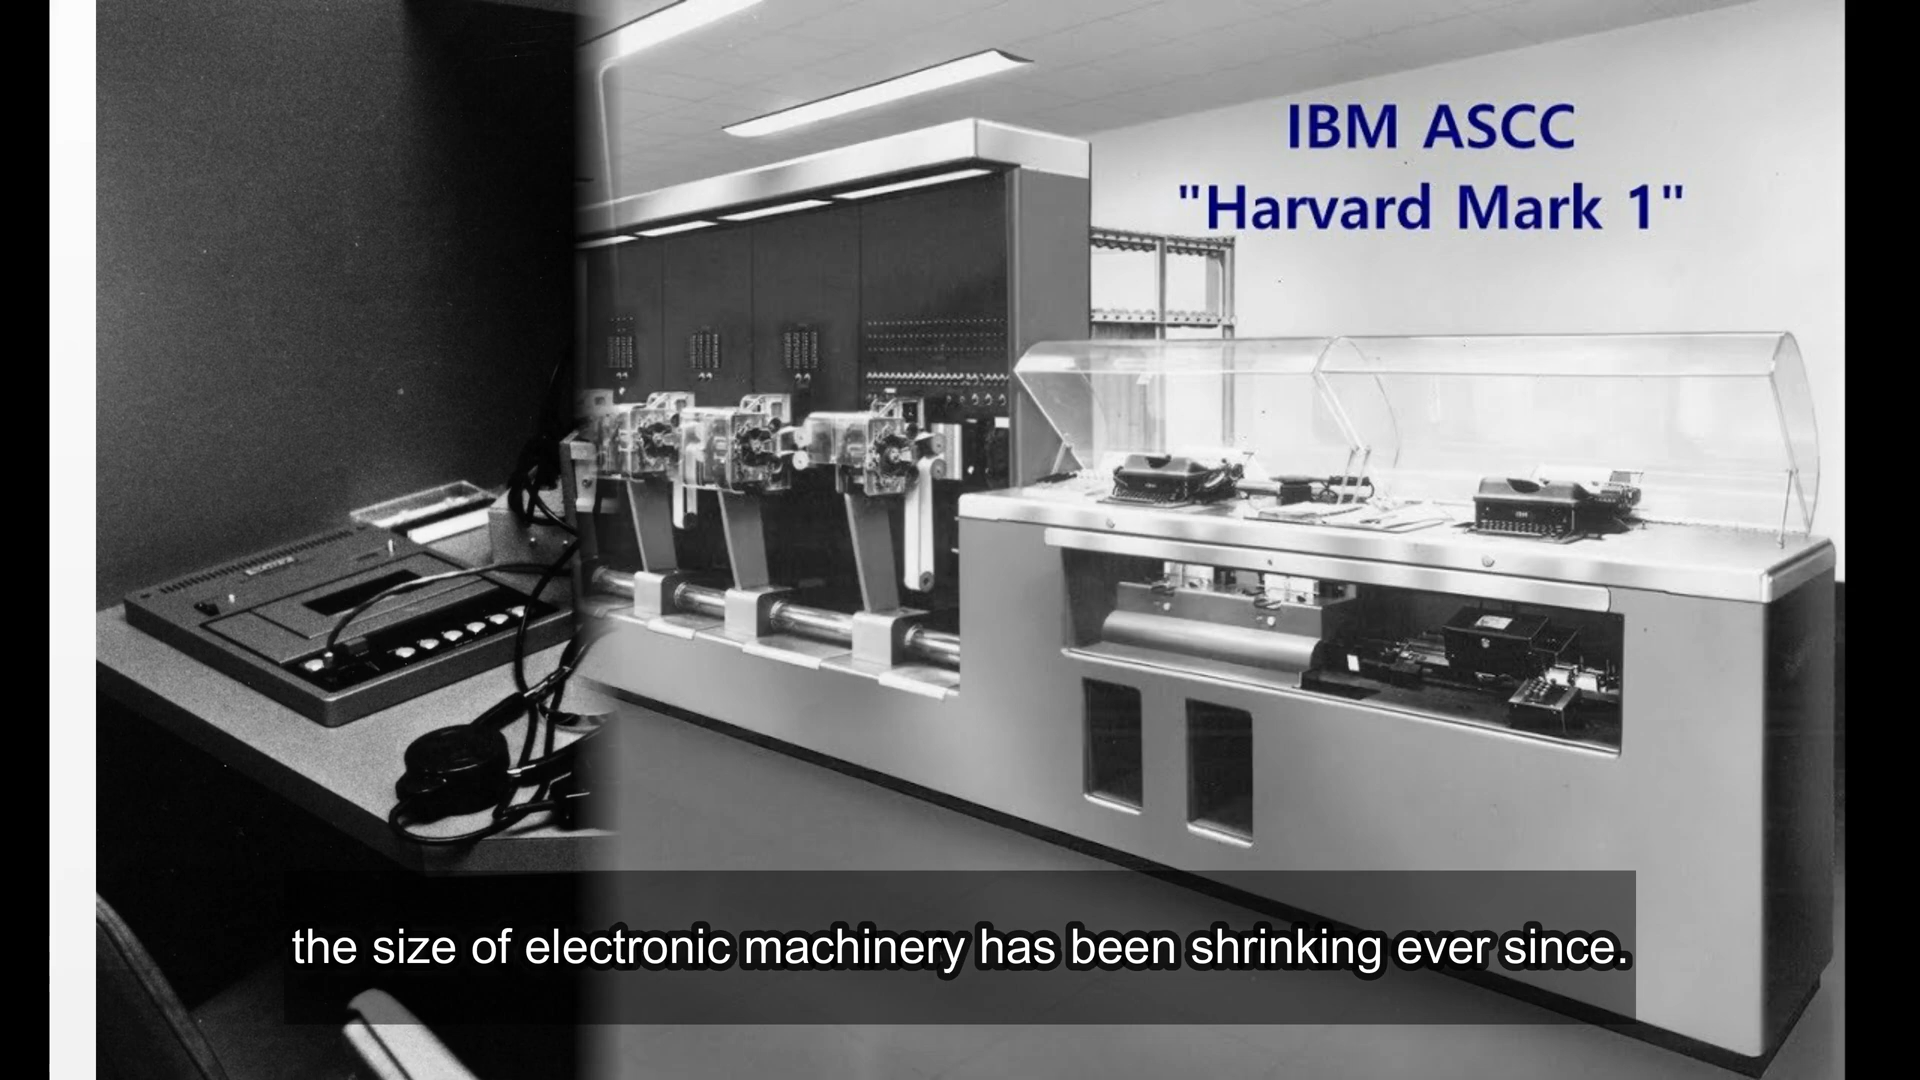 IBM ASCC
"Harvard Mark 1"
the size of electronic machinery has been shrinking ever since.